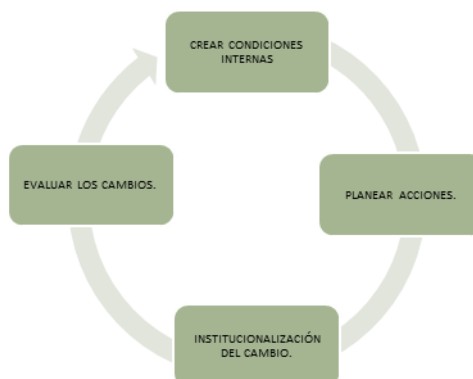 CREAR CONDICIONES
INTERNAS
PLANEAR ACCIONES.
INSTITUCIONALIZACIÓN
DEL CAMBIO.
EVALUAR LOS CAMBIOS.